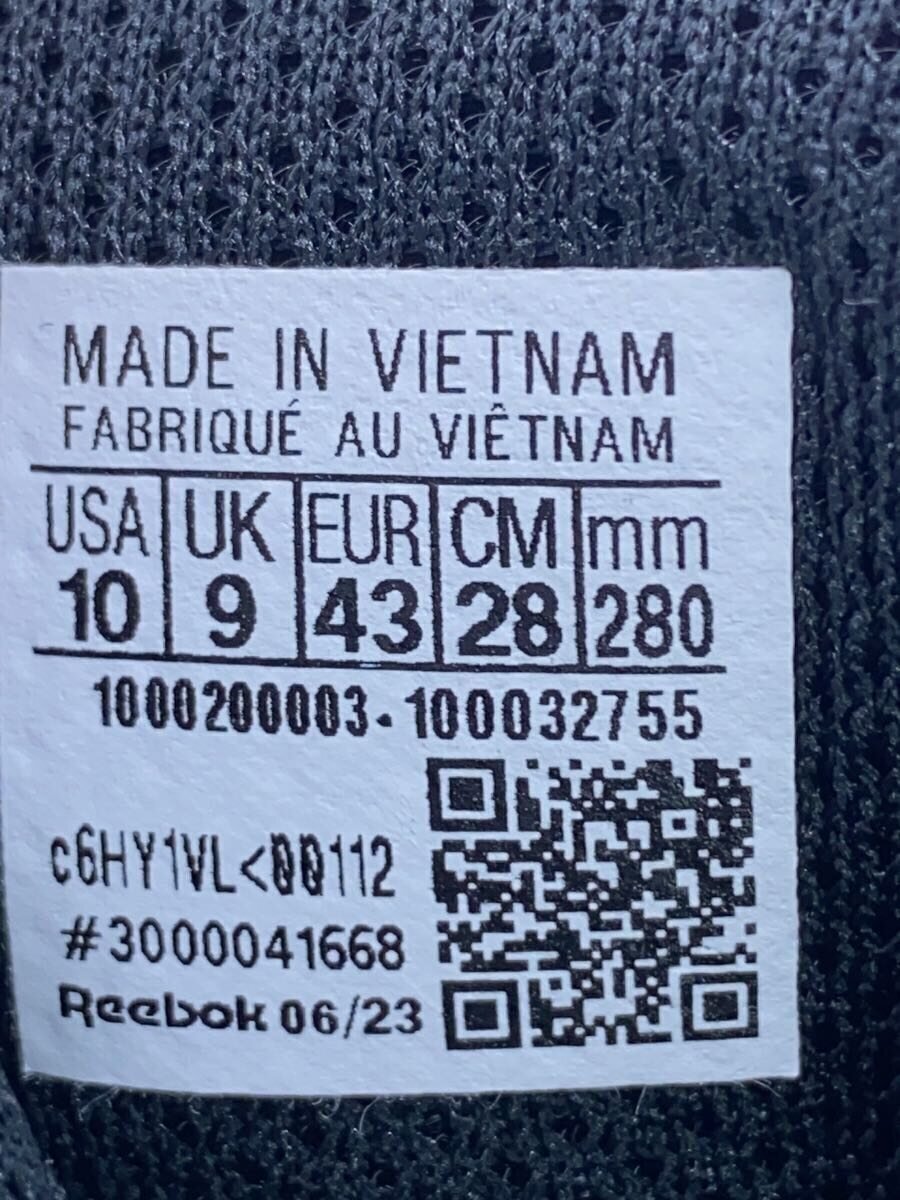 MADE IN VIETNAM
FABRIQUÉ AU VIÊTNAM
USA UK EUR CM mm
10 9 43 28 280
1000200003-100032755
c6HY1VL<00112
#3000041668
Reebok 06/23